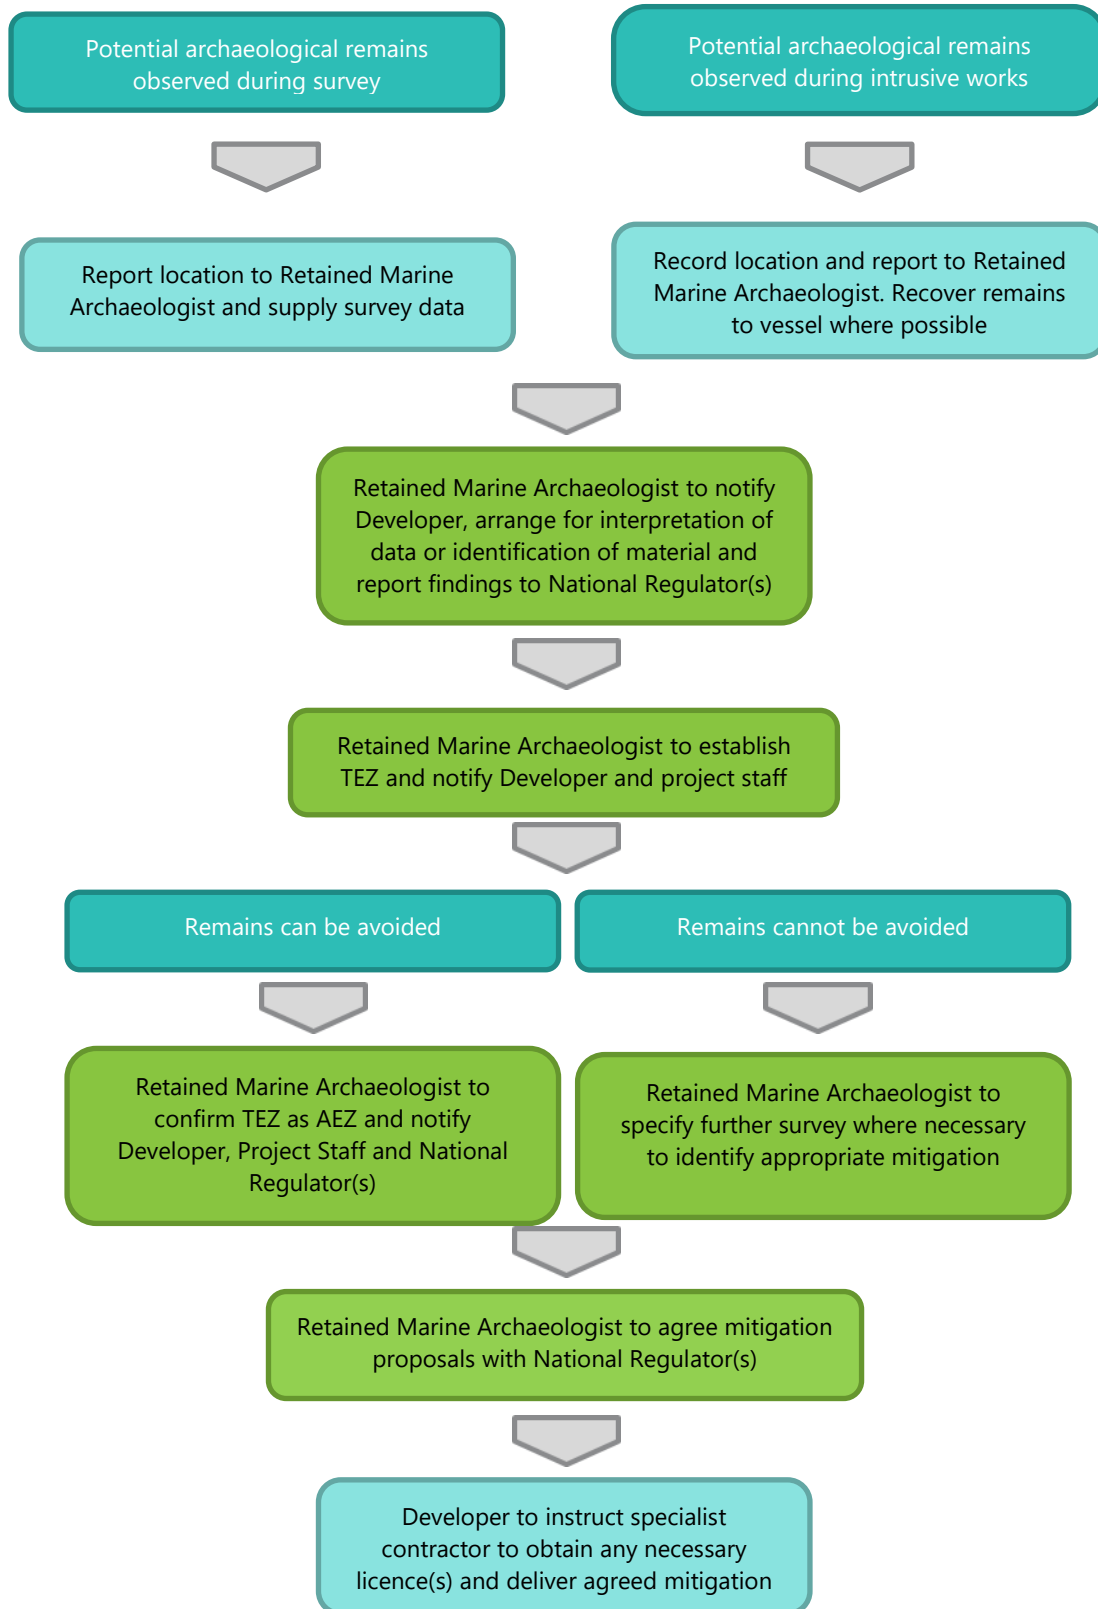 Potential archaeological remains
observed during survey
Potential archaeological remains
observed during intrusive works
Report location to Retained Marine
Archaeologist and supply survey data
Record location and report to Retained
Marine Archaeologist. Recover remains
to vessel where possible
Retained Marine Archaeologist to notify
Developer, arrange for interpretation of
data or identification of material and
report findings to National Regulator(s)
Retained Marine Archaeologist to establish
TEZ and notify Developer and project staff
Remains can be avoided
Remains cannot be avoided
Retained Marine Archaeologist to
confirm TEZ as AEZ and notify
Developer, Project Staff and National
Regulator(s)
Retained Marine Archaeologist to
specify further survey where necessary
to identify appropriate mitigation
Retained Marine Archaeologist to agree mitigation
proposals with National Regulator(s)
Developer to instruct specialist
contractor to obtain any necessary
licence(s) and deliver agreed mitigation